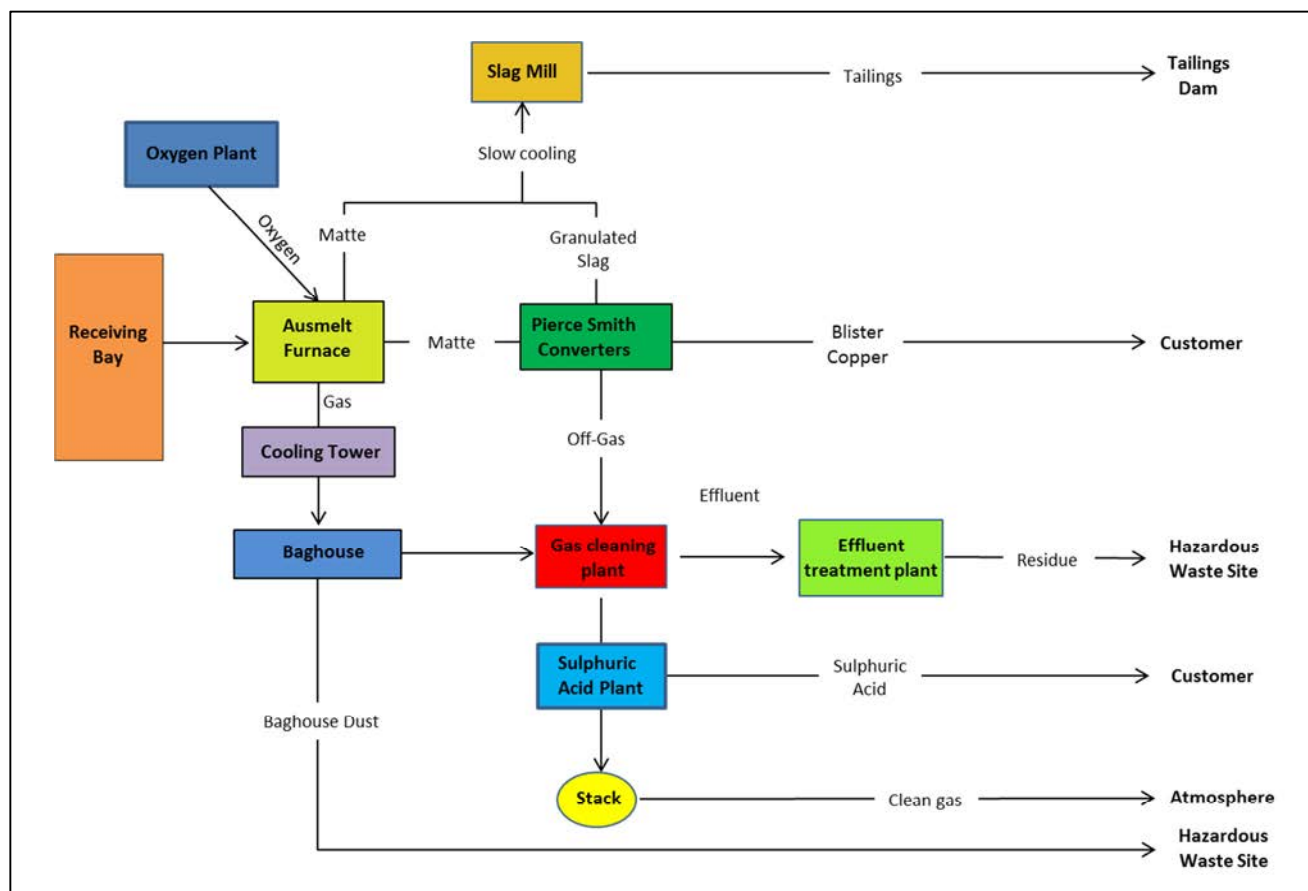 Slag Mill
Tailings
Tailings
Dam
Oxygen Plant
Slow cooling
Oxygen
Matte
Granulated
Slag
Receiving
Bay
Ausmelt
Furnace
Matte
Pierce Smith
Converters
Blister
Copper
Customer
Gas
Cooling Tower
Off-Gas
Effluent
Baghouse
Gas cleaning
plant
Effluent
treatment plant
Residue
Hazardous
Waste Site
Sulphuric
Acid Plant
Sulphuric
Acid
Customer
Baghouse Dust
Stack
Clean gas
Atmosphere
Hazardous
Waste Site